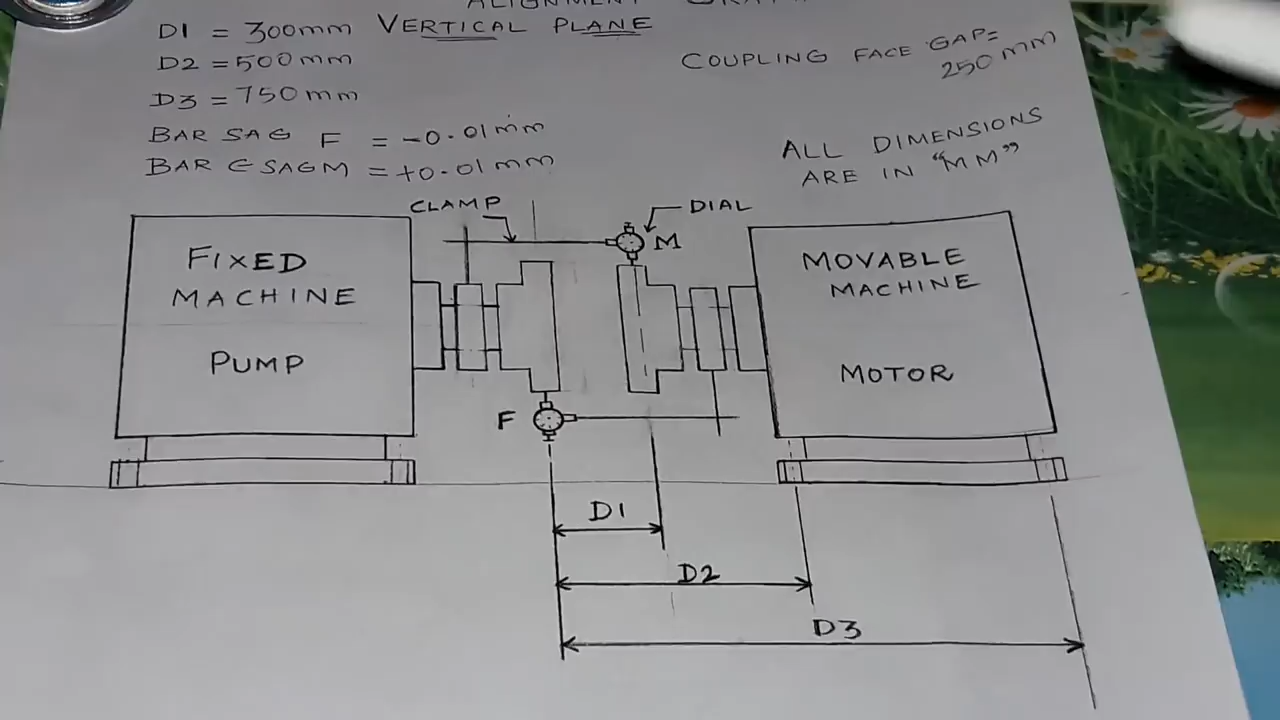 ALIGNMENT
D1 = 300mm VERTICAL PLANE
D2 = 500mm
D3 = 750mm
BAR SAG F = -0.01mm
BAR SAG M = +0.01mm
COUPLING FACE GAP=
250 MM
ALL DIMENSIONS
ARE IN "MM"
CLAMP
DIAL
M
FIXED
MACHINE
PUMP
MOVABLE
MACHINE
MOTOR
F
D1
D2
D3